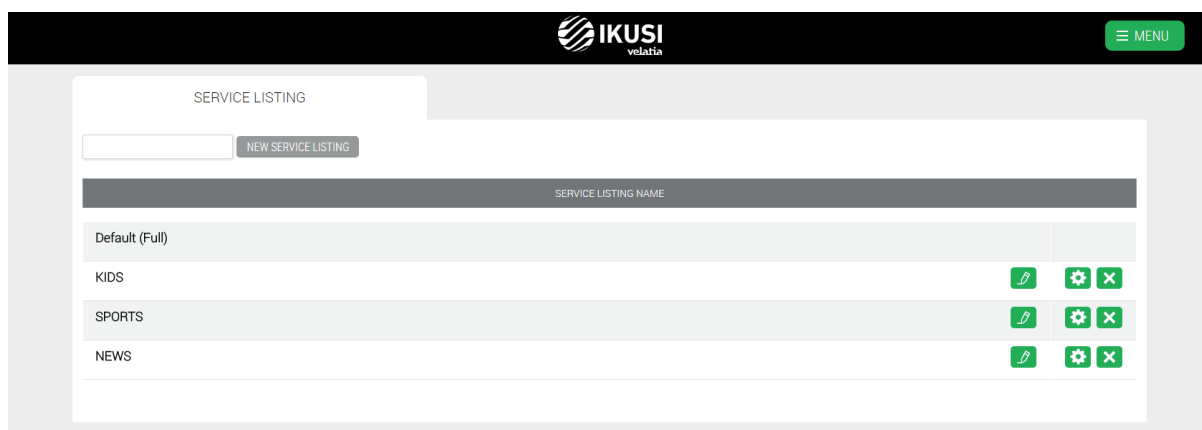 IKUSI
velatia
MENU
SERVICE LISTING
NEW SERVICE LISTING
SERVICE LISTING NAME
Default (Full)
KIDS
SPORTS
NEWS